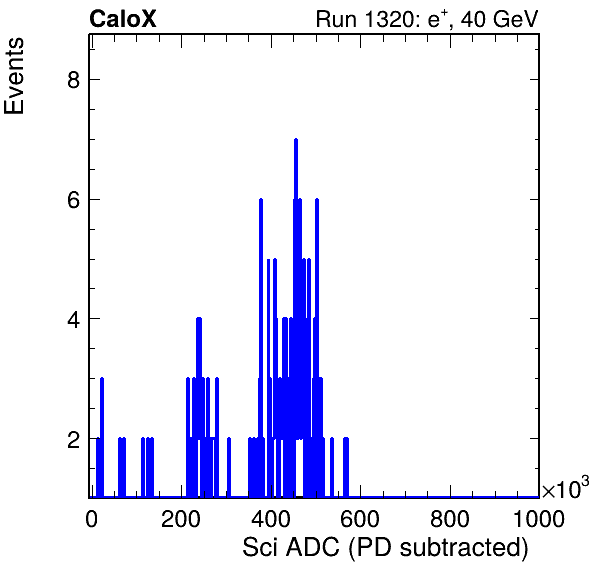 CaloX Run 1320: e⁺, 40 GeV
Events
8
6
4
2
×10³
0 200 400 600 800 1000
Sci ADC (PD subtracted)